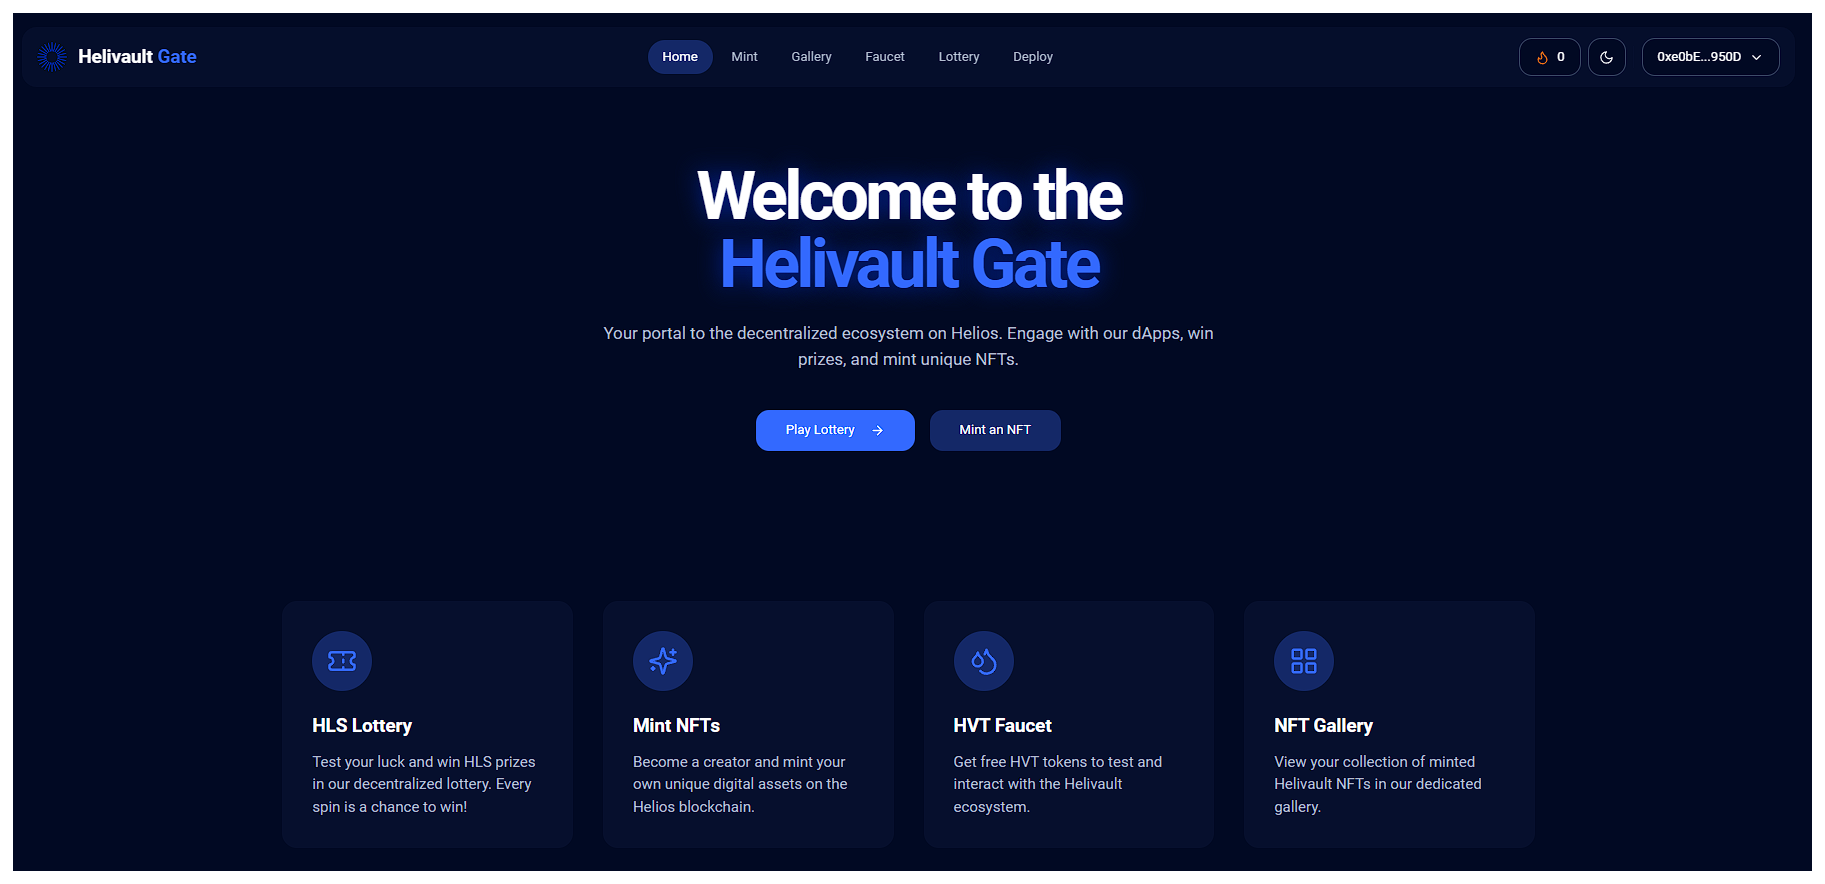 Helivault Gate
Home
Mint
Gallery
Faucet
Lottery
Deploy
0
0xe0bE...950D
Welcome to the
Helivault Gate
Your portal to the decentralized ecosystem on Helios. Engage with our dApps, win
prizes, and mint unique NFTs.
Play Lottery
Mint an NFT
HLS Lottery
Test your luck and win HLS prizes
in our decentralized lottery. Every
spin is a chance to win!
Mint NFTs
Become a creator and mint your
own unique digital assets on the
Helios blockchain.
HVT Faucet
Get free HVT tokens to test and
interact with the Helivault
ecosystem.
NFT Gallery
View your collection of minted
Helivault NFTs in our dedicated
gallery.